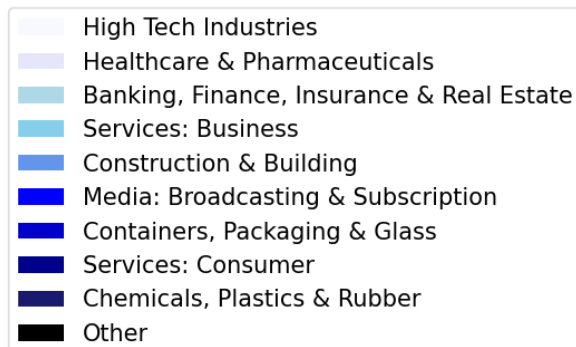 High Tech Industries
Healthcare & Pharmaceuticals
Banking, Finance, Insurance & Real Estate
Services: Business
Construction & Building
Media: Broadcasting & Subscription
Containers, Packaging & Glass
Services: Consumer
Chemicals, Plastics & Rubber
Other